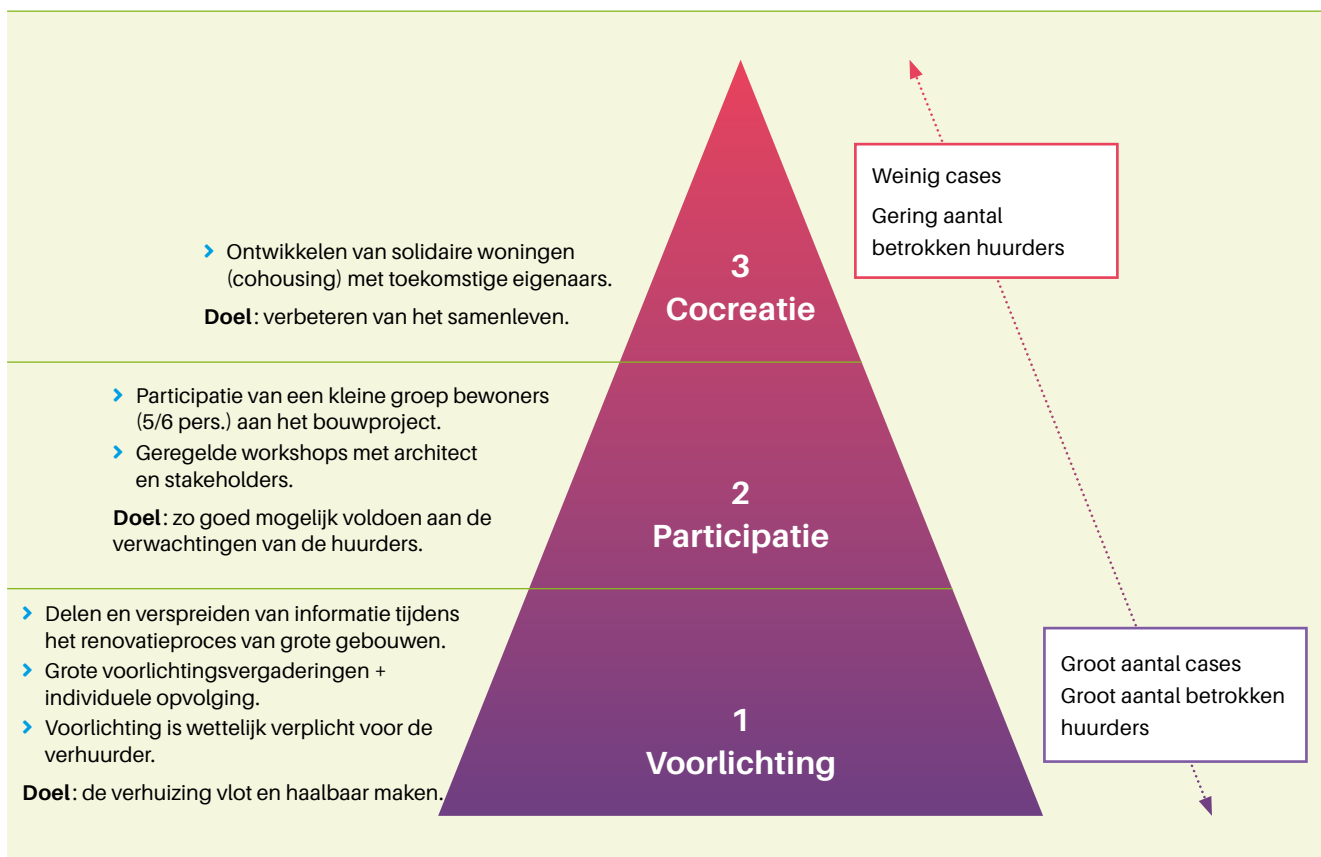 Weinig cases
Gering aantal
betrokken huurders
Ontwikkelen van solidaire woningen
(cohousing) met toekomstige eigenaars.
Doel: verbeteren van het samenleven.
3
Cocreatie
Participatie van een kleine groep bewoners
(5/6 pers.) aan het bouwproject.
Geregelde workshops met architect
en stakeholders.
Doel: zo goed mogelijk voldoen aan de
verwachtingen van de huurders.
2
Participatie
Delen en verspreiden van informatie tijdens
het renovatieproces van grote gebouwen.
Grote voorlichtingsvergaderingen +
individuele opvolging.
Voorlichting is wettelijk verplicht voor de
verhuurder.
Doel: de verhuizing vlot en haalbaar maken.
1
Voorlichting
Groot aantal cases
Groot aantal betrokken
huurders